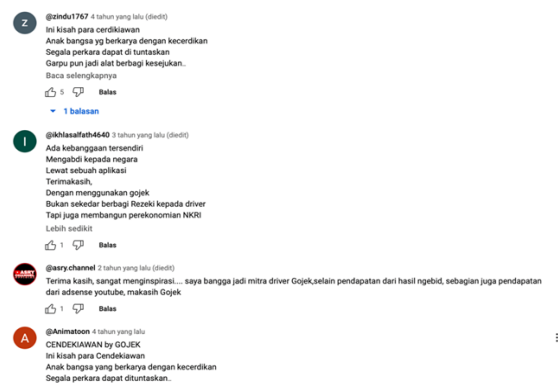 Z
@zindu1767 4 tahun yang lalu (diedit)
Ini kisah para cerdikiawan
Anak bangsa yg berkarya dengan kecerdikan
Segala perkara dapat di tuntaskan
Garpu pun jadi alat berbagi kesejukan..
Baca selengkapnya
5 Balas
1 balasan
I
@ikhlasalfath4640 3 tahun yang lalu (diedit)
Ada kebanggaan tersendiri
Mengabdi kepada negara
Lewat sebuah aplikasi
Terimakasih,
Dengan menggunakan gojek
Bukan sekedar berbagi Rezeki kepada driver
Tapi juga membangun perekonomian NKRI
Lebih sedikit
1 Balas
ASRY
@asry.channel 2 tahun yang lalu (diedit)
Terima kasih, sangat menginspirasi.... saya bangga jadi mitra driver Gojek,selain pendapatan dari hasil ngebid, sebagian juga pendapatan
dari adsense youtube, makasih Gojek
1 Balas
A
@Animatoon 4 tahun yang lalu
CENDEKIAWAN by GOJEK
Ini kisah para Cendekiawan
Anak bangsa yang berkarya dengan kecerdikan
Segala perkara dapat dituntaskan..